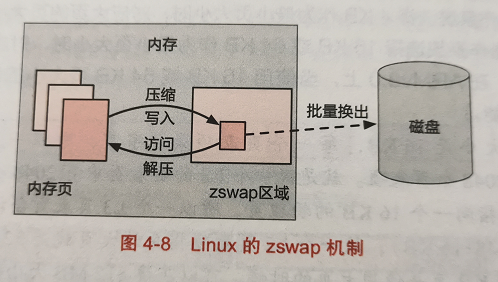 内存
压缩
写入
访问
解压
内存页
zswap区域
批量换出
磁盘
图 4-8 Linux 的 zswap 机制